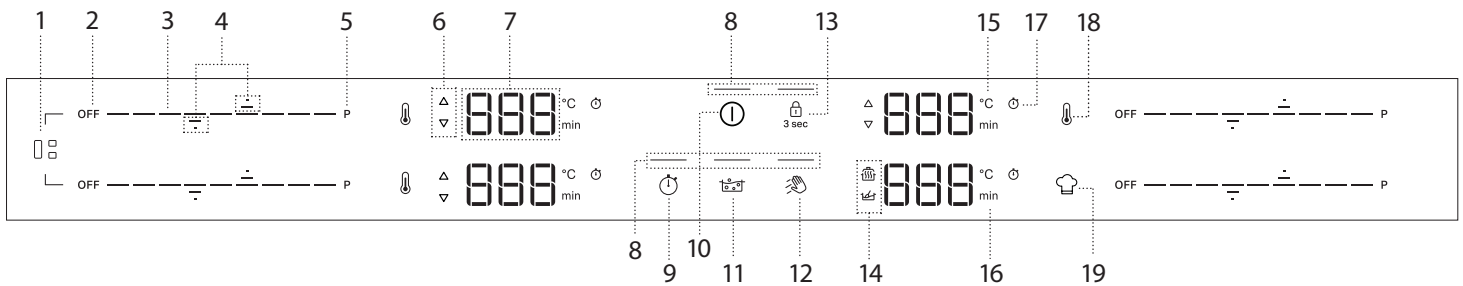 1 2 3 4 5 6 7 8 13 15 17 18
OFF P 888 °C min 3 sec 888 °C min OFF P
OFF P 888 °C min 888 °C min OFF P
8 9 10 11 12 14 16 19